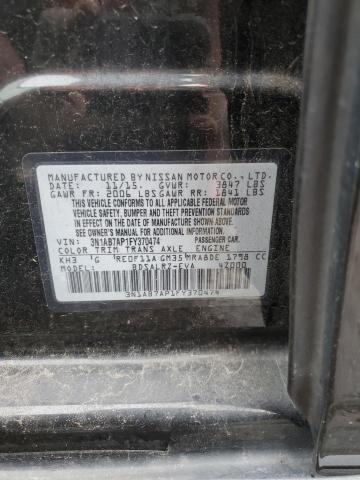 MANUFACTURED BY NISSAN MOTOR CO., LTD.
DATE: 11/15. GVWR: 3847 LBS
GAWR FR: 2006 LBS GAWR RR: 1841 LBS
THIS VEHICLE CONFORMS TO ALL APPLICABLE FEDERAL MOTOR
VEHICLE SAFETY, BUMPER AND THEFT PREVENTION STANDARDS
IN EFFECT ON THE DATE OF MANUFACTURE SHOWN ABOVE.
SEE OWNER'S MANUAL FOR ADDITIONAL INFORMATION.
VIN: 3N1AB7AP1FY370474
COLOR TRIM TRANS AXLE ENGINE
KH3 'G 'RE0F11A GM35 MRA8DE 1798 CC
MODEL: BDSALRZ-EVA 4Z000
3N1AB7AP1FY370474